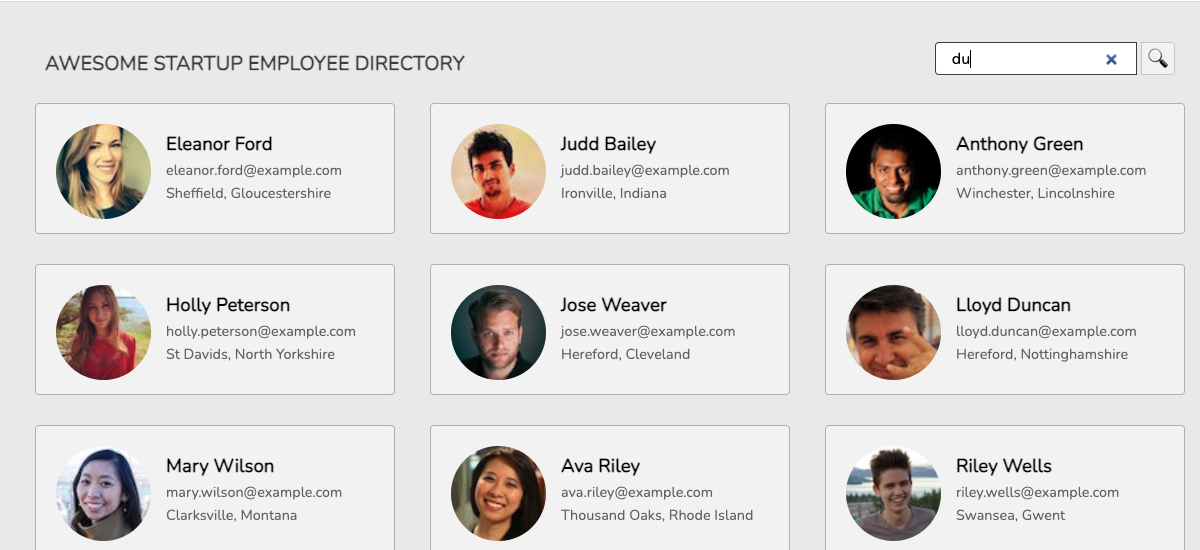 AWESOME STARTUP EMPLOYEE DIRECTORY
du
Eleanor Ford
eleanor.ford@example.com
Sheffield, Gloucestershire
Judd Bailey
judd.bailey@example.com
Ironville, Indiana
Anthony Green
anthony.green@example.com
Winchester, Lincolnshire
Holly Peterson
holly.peterson@example.com
St Davids, North Yorkshire
Jose Weaver
jose.weaver@example.com
Hereford, Cleveland
Lloyd Duncan
lloyd.duncan@example.com
Hereford, Nottinghamshire
Mary Wilson
mary.wilson@example.com
Clarksville, Montana
Ava Riley
ava.riley@example.com
Thousand Oaks, Rhode Island
Riley Wells
riley.wells@example.com
Swansea, Gwent